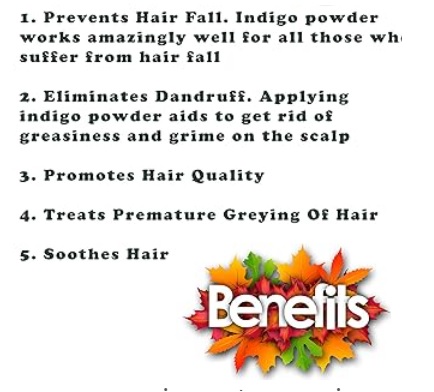 1. Prevents Hair Fall. Indigo powder
works amazingly well for all those
suffer from hair fall
2. Eliminates Dandruff. Applying
indigo powder aids to get rid of
greasiness and grime on the scalp
3. Promotes Hair Quality
4. Treats Premature Greying Of Hair
5. Soothes Hair
Benefits